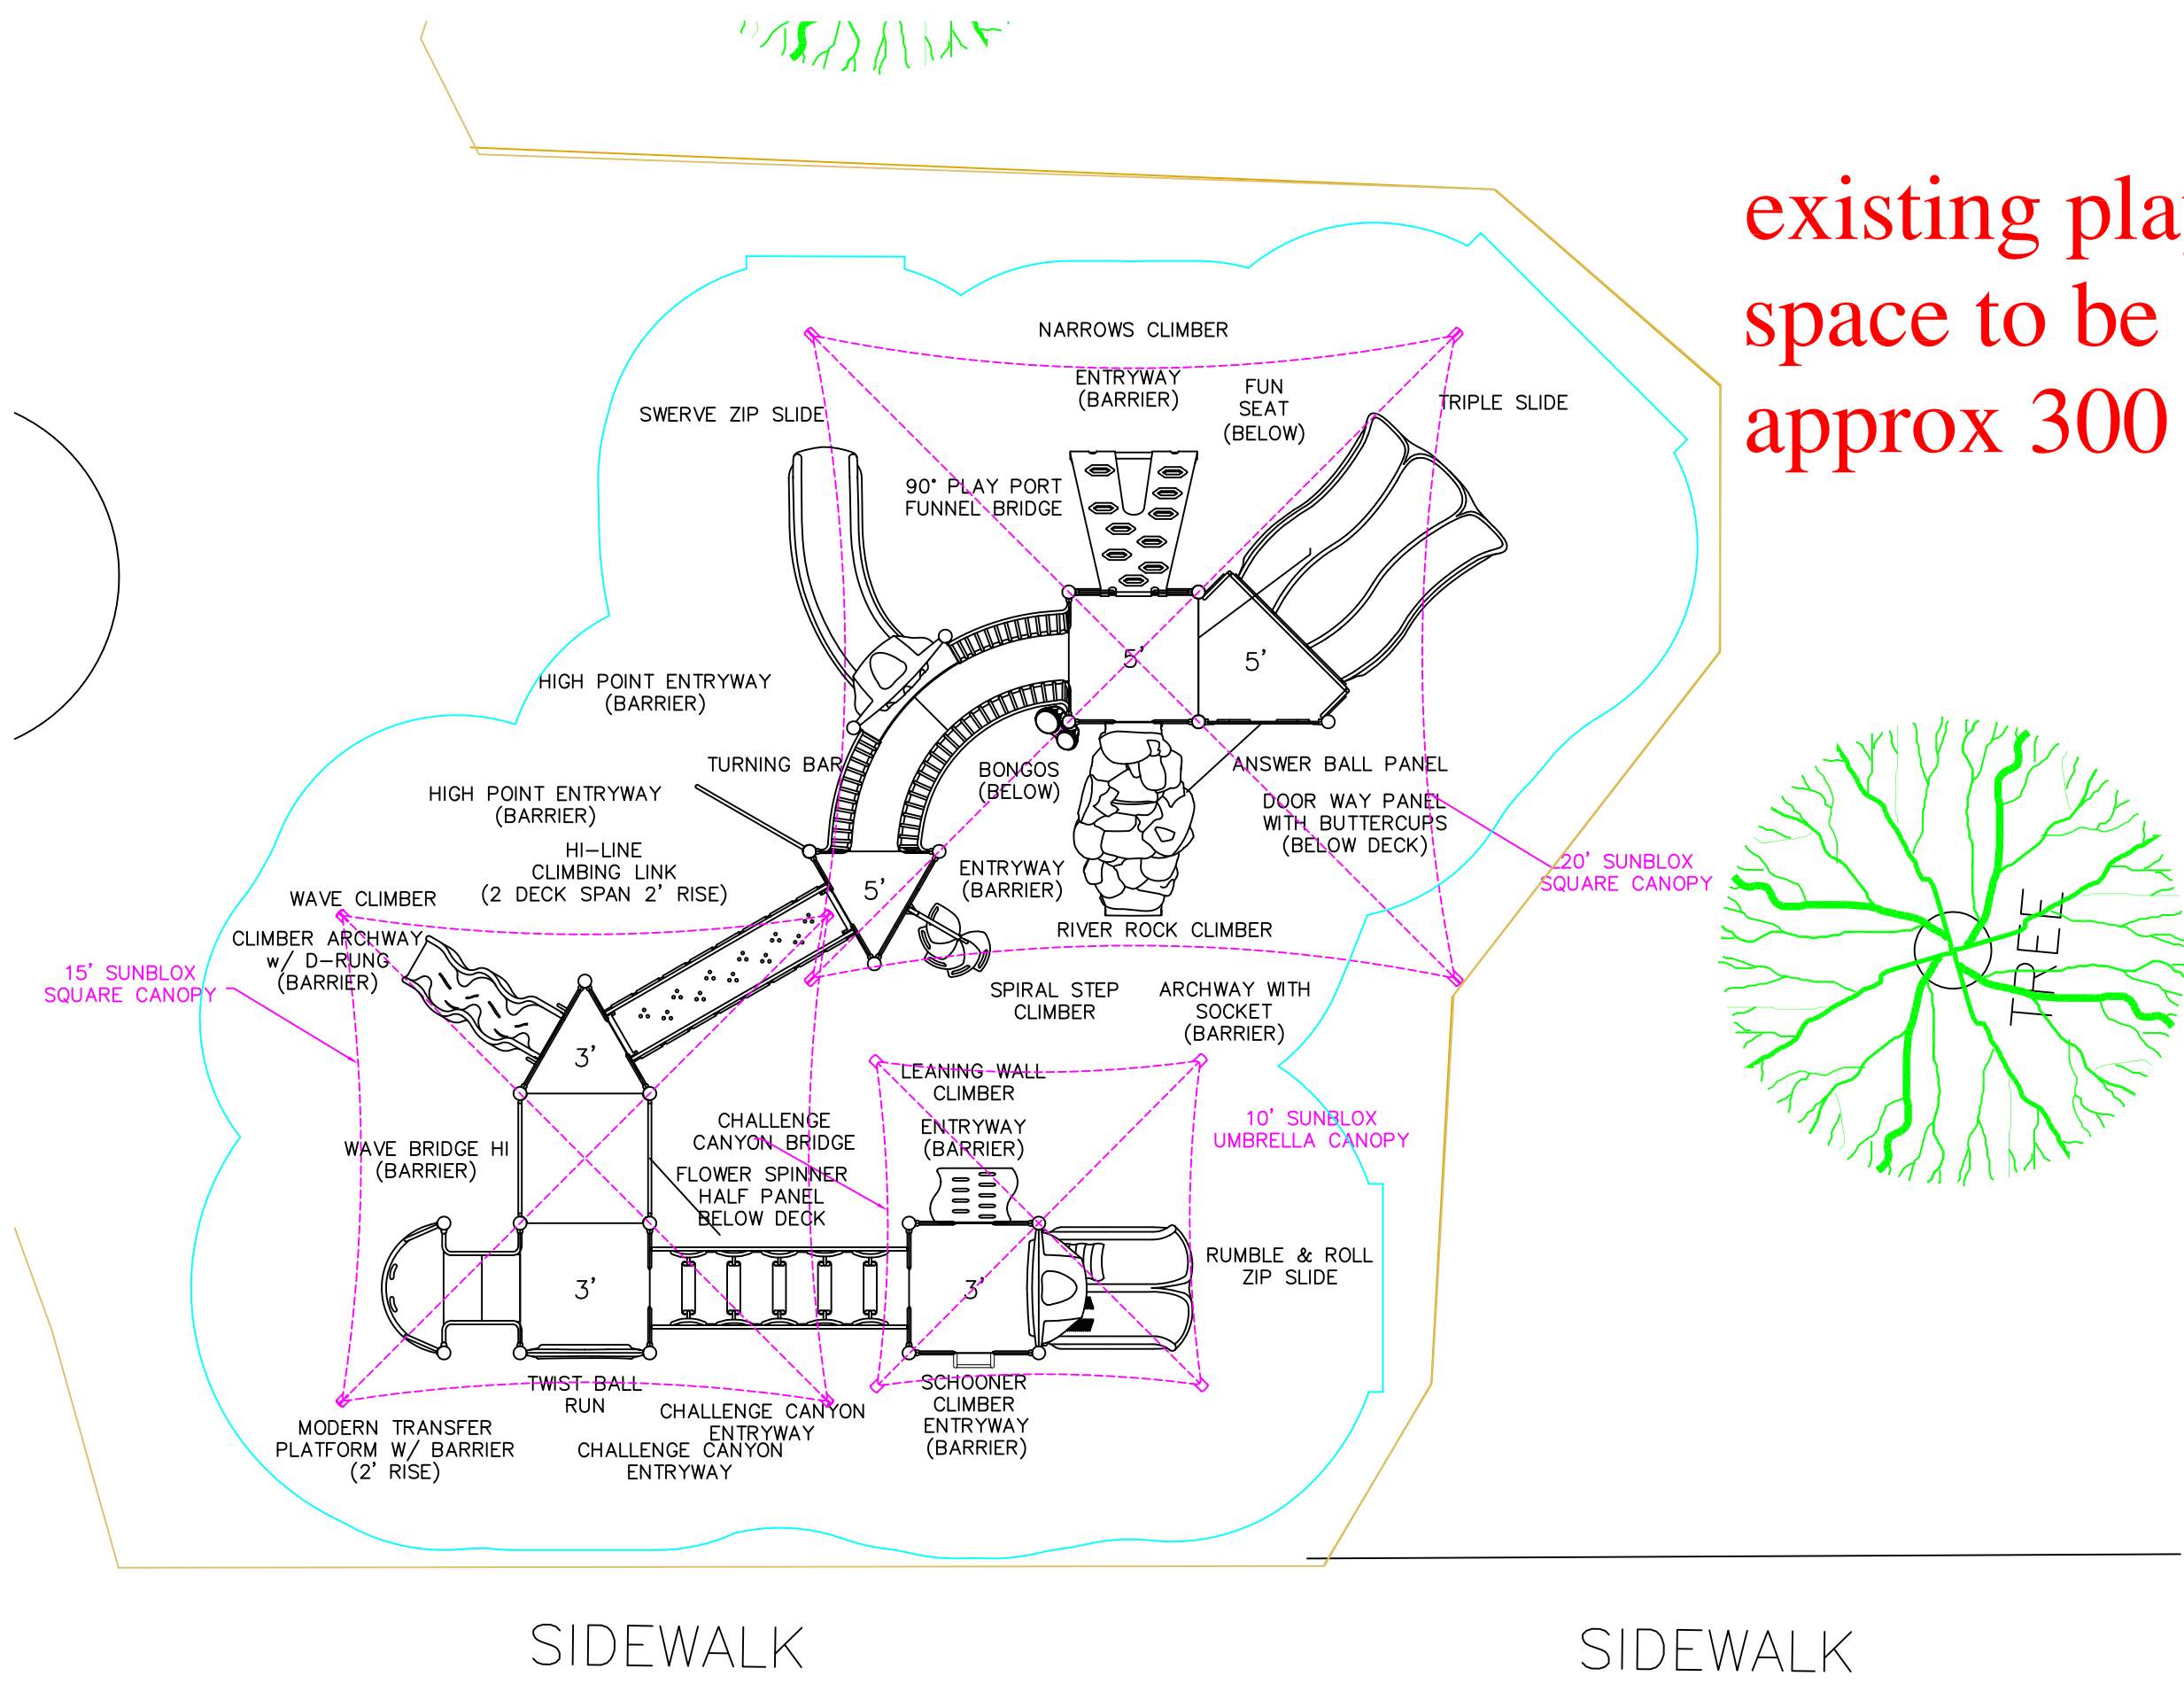 existing pla
space to be
approx 300
NARROWS CLIMBER
ENTRYWAY
(BARRIER)
FUN
SEAT
(BELOW)
TRIPLE SLIDE
SWERVE ZIP SLIDE
90° PLAY PORT
FUNNEL BRIDGE
5'
5'
HIGH POINT ENTRYWAY
(BARRIER)
TURNING BAR
BONGOS
(BELOW)
ANSWER BALL PANEL
HIGH POINT ENTRYWAY
(BARRIER)
DOOR WAY PANEL
WITH BUTTERCUPS
(BELOW DECK)
HI-LINE
CLIMBING LINK
(2 DECK SPAN 2' RISE)
5'
ENTRYWAY
(BARRIER)
20' SUNBLOX
SQUARE CANOPY
WAVE CLIMBER
CLIMBER ARCHWAY
w/ D-RUNG
(BARRIER)
RIVER ROCK CLIMBER
TREE
15' SUNBLOX
SQUARE CANOPY
SPIRAL STEP
CLIMBER
ARCHWAY WITH
SOCKET
(BARRIER)
3'
LEANING WALL
CLIMBER
CHALLENGE
CANYON BRIDGE
ENTRYWAY
(BARRIER)
10' SUNBLOX
UMBRELLA CANOPY
WAVE BRIDGE HI
(BARRIER)
FLOWER SPINNER
HALF PANEL
BELOW DECK
3'
3'
RUMBLE & ROLL
ZIP SLIDE
TWIST BALL
RUN
SCHOONER
CLIMBER
ENTRYWAY
(BARRIER)
CHALLENGE CANYON
ENTRYWAY
MODERN TRANSFER
PLATFORM W/ BARRIER
(2' RISE)
CHALLENGE CANYON
ENTRYWAY
SIDEWALK
SIDEWALK